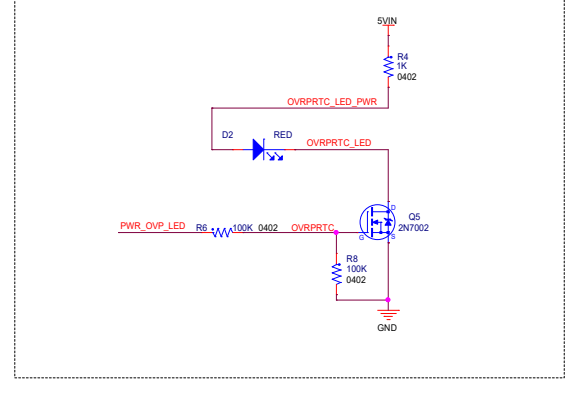 5VIN
R4
1K
0402
OVRPRTC_LED_PWR
D2 RED
OVRPRTC_LED
D
Q5
2N7002
PWR_OVP_LED R6 100K 0402 OVRPRTC
G S
R8
100K
0402
GND